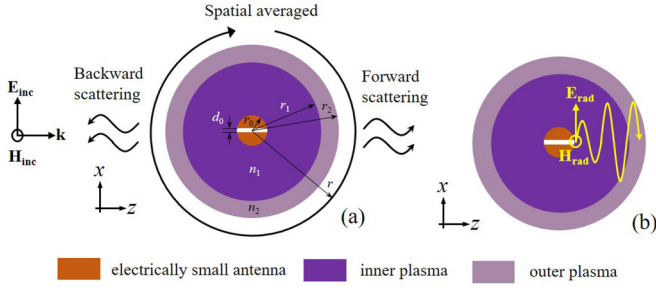 Spatial averaged
Backward
scattering
Forward
scattering
E_inc
H_inc
k
d_0
r_0
r_1
r_2
r
n_1
n_2
x
z
(a)
E_rad
H_rad
x
z
(b)
electrically small antenna
inner plasma
outer plasma